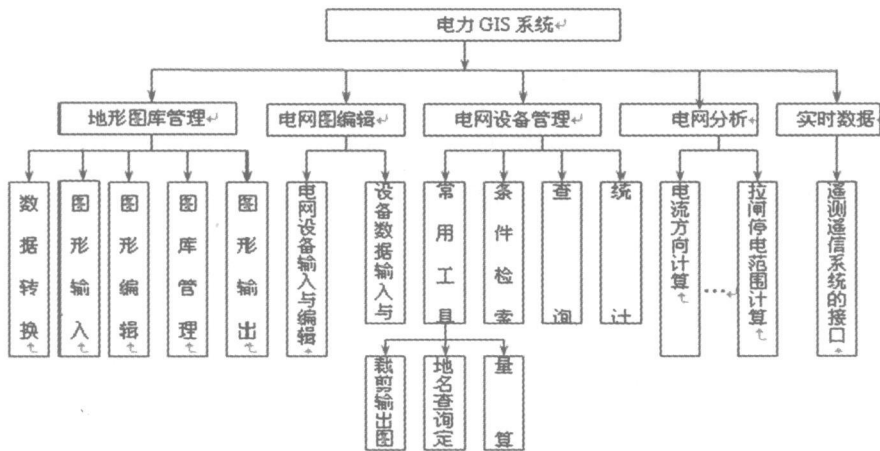 电力 GIS 系统
地形图库管理
电网图编辑
电网设备管理
电网分析
实时数据
数据转换
图形输入
图形编辑
图库管理
图形输出
电网设备输入与编辑
设备数据输入与
常用工具
条件检索
查询
统计
电流方向计算
…
拉闸停电范围计算
遥测遥信系统的接口
裁剪输出图
地名查询定
量算